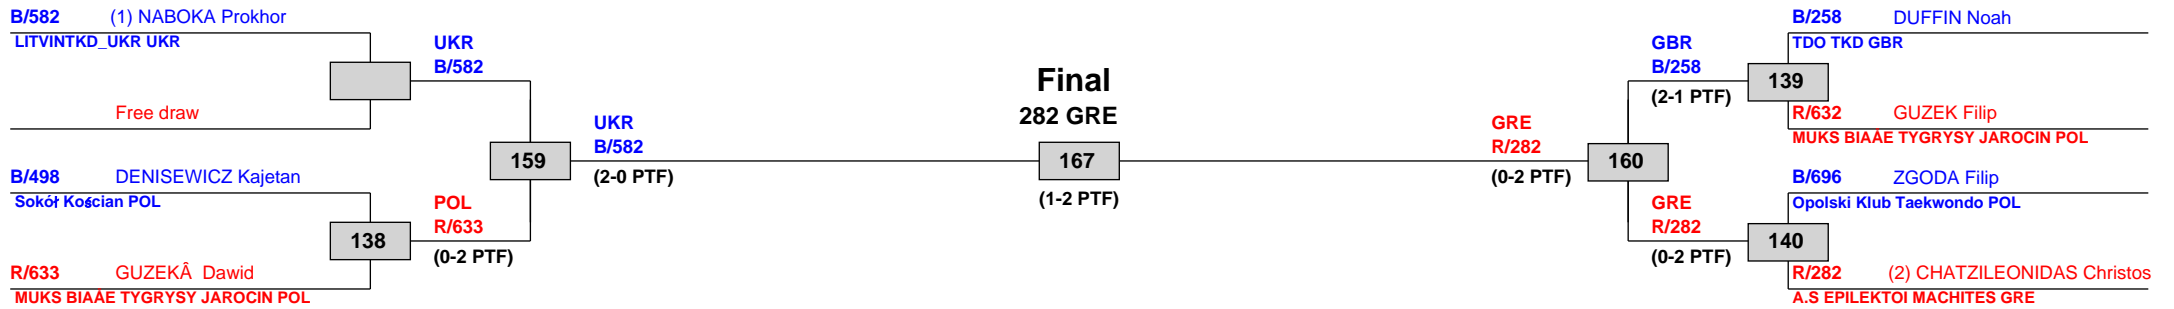 B/582 (1) NABOKA Prokhor
LITVINTKD_UKR UKR
Free draw
B/498 DENISEWICZ Kajetan
Sokół Kościan POL
R/633 GUZEKÂ Dawid
MUKS BIAÅE TYGRYSY JAROCIN POL
138
UKR
B/582
POL
R/633
(0-2 PTF)
159
UKR
B/582
(2-0 PTF)
Final
282 GRE
167
(1-2 PTF)
GRE
R/282
(0-2 PTF)
160
GBR
B/258
(2-1 PTF)
GRE
R/282
(0-2 PTF)
139
140
B/258 DUFFIN Noah
TDO TKD GBR
R/632 GUZEK Filip
MUKS BIAÅE TYGRYSY JAROCIN POL
B/696 ZGODA Filip
Opolski Klub Taekwondo POL
R/282 (2) CHATZILEONIDAS Christos
A.S EPILEKTOI MACHITES GRE